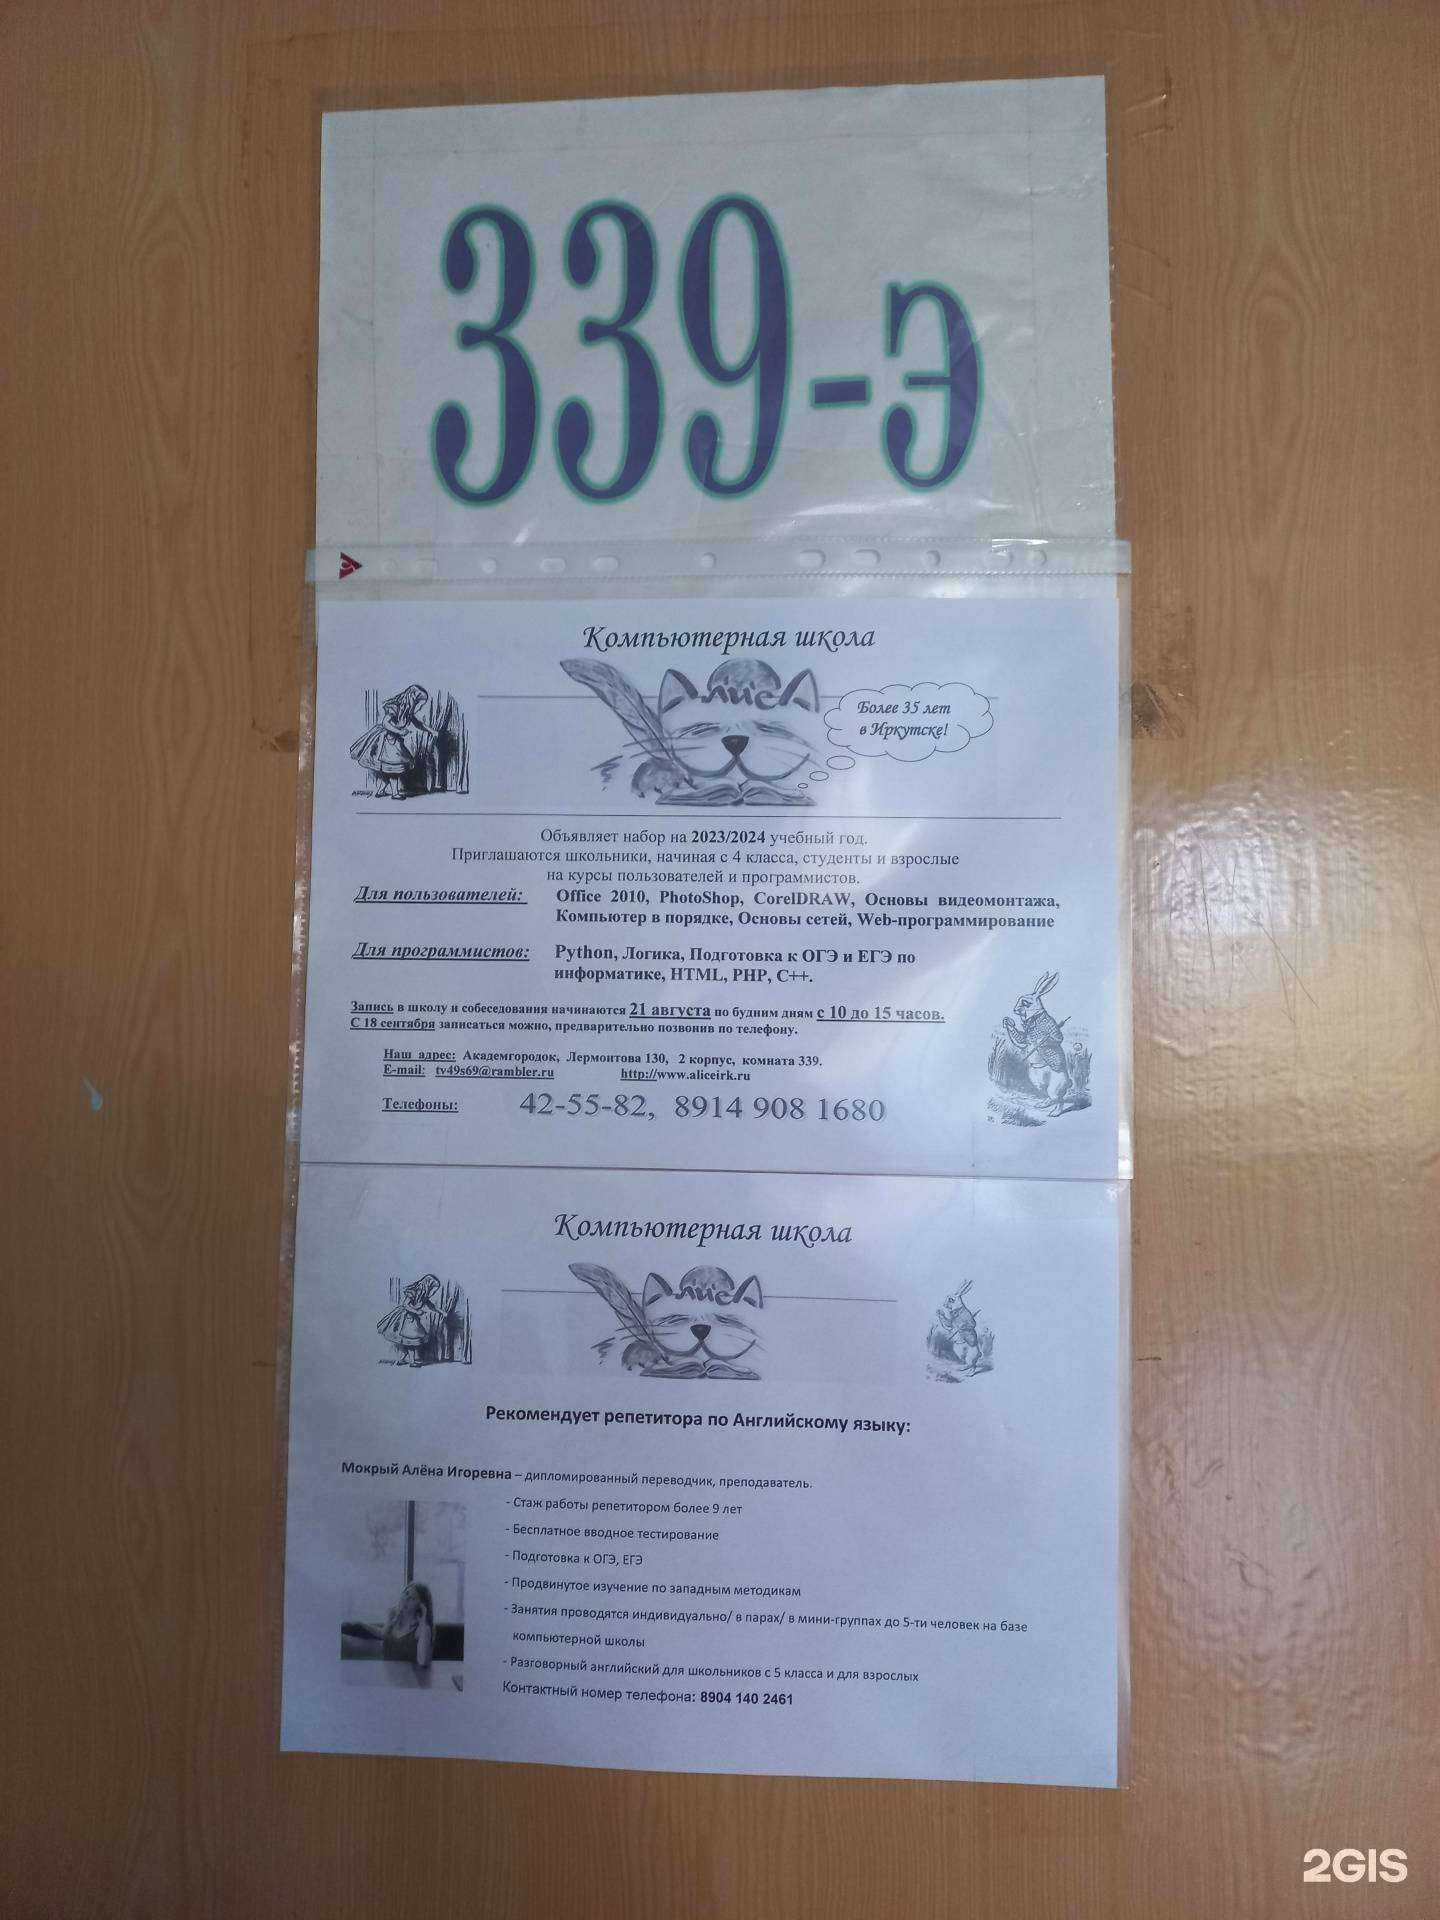 339-э
Компьютерная школа
АлисА
Более 35 лет
в Иркутске!
Объявляет набор на 2023/2024 учебный год.
Приглашаются школьники, начиная с 4 класса, студенты и взрослые
на курсы пользователей и программистов.
Для пользователей: Office 2010, PhotoShop, CorelDRAW, Основы видеомонтажа,
Компьютер в порядке, Основы сетей, Web-программирование
Для программистов: Python, Логика, Подготовка к ОГЭ и ЕГЭ по
информатике, HTML, PHP, C++.
Запись в школу и собеседования начинаются 21 августа по будним дням с 10 до 15 часов.
С 18 сентября записаться можно, предварительно позвонив по телефону.
Наш адрес: Академгородок, Лермонтова 130, 2 корпус, комната 339.
E-mail: tv49s69@rambler.ru http://www.aliceirk.ru
Телефоны: 42-55-82, 8914 908 1680
Компьютерная школа
АлисА
Рекомендует репетитора по Английскому языку:
Мокрый Алёна Игоревна – дипломированный переводчик, преподаватель.
- Стаж работы репетитором более 9 лет
- Бесплатное вводное тестирование
- Подготовка к ОГЭ, ЕГЭ
- Продвинутое изучение по западным методикам
- Занятия проводятся индивидуально/ в парах/ в мини-группах до 5-ти человек на базе
компьютерной школы
- Разговорный английский для школьников с 5 класса и для взрослых
Контактный номер телефона: 8904 140 2461
2GIS